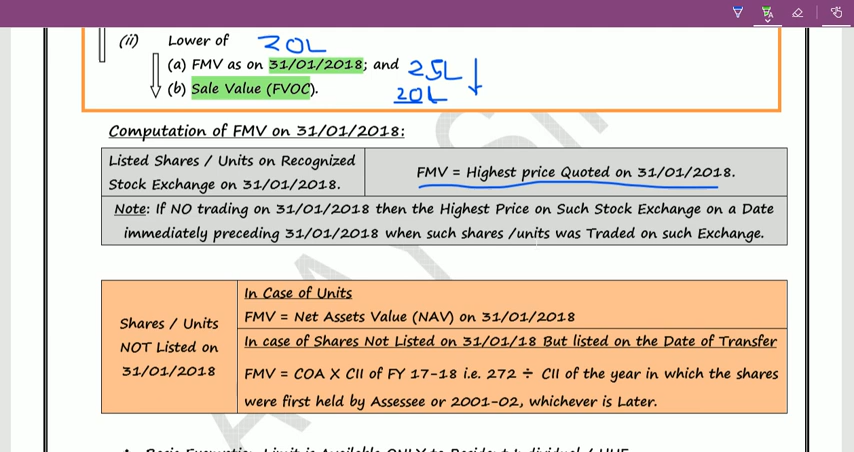 (ii) Lower of 20L
(a) FMV as on 31/01/2018; and 25L
(b) Sale Value (FVOC). 20L
Computation of FMV on 31/01/2018:
Listed Shares / Units on Recognized
Stock Exchange on 31/01/2018.
FMV = Highest price Quoted on 31/01/2018.
Note: If NO trading on 31/01/2018 then the Highest Price on Such Stock Exchange on a Date
immediately preceding 31/01/2018 when such shares /units was Traded on such Exchange.
Shares / Units
NOT Listed on
31/01/2018
In Case of Units
FMV = Net Assets Value (NAV) on 31/01/2018
In case of Shares Not Listed on 31/01/18 But listed on the Date of Transfer
FMV = COA X CII of FY 17-18 i.e. 272 ÷ CII of the year in which the shares
were first held by Assessee or 2001-02, whichever is Later.